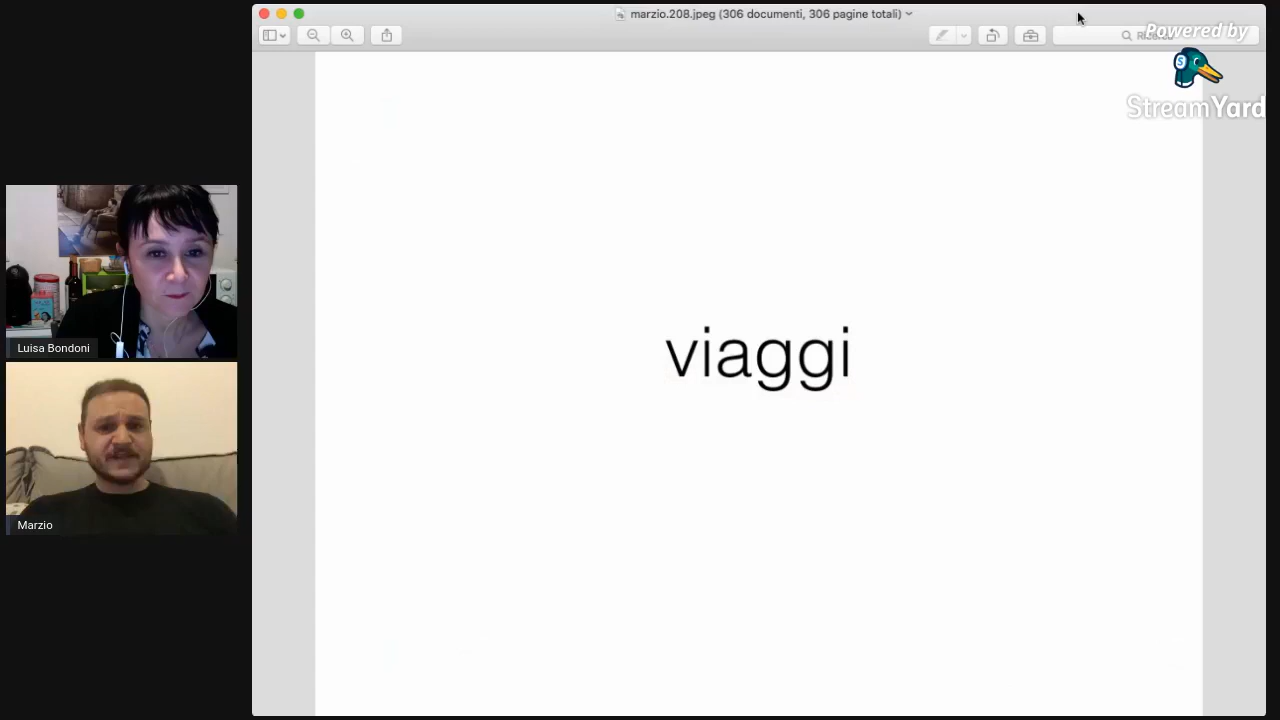 marzio.208.jpeg (306 documenti, 306 pagine totali)
Powered by
StreamYard
viaggi
Luisa Bondoni
Marzio